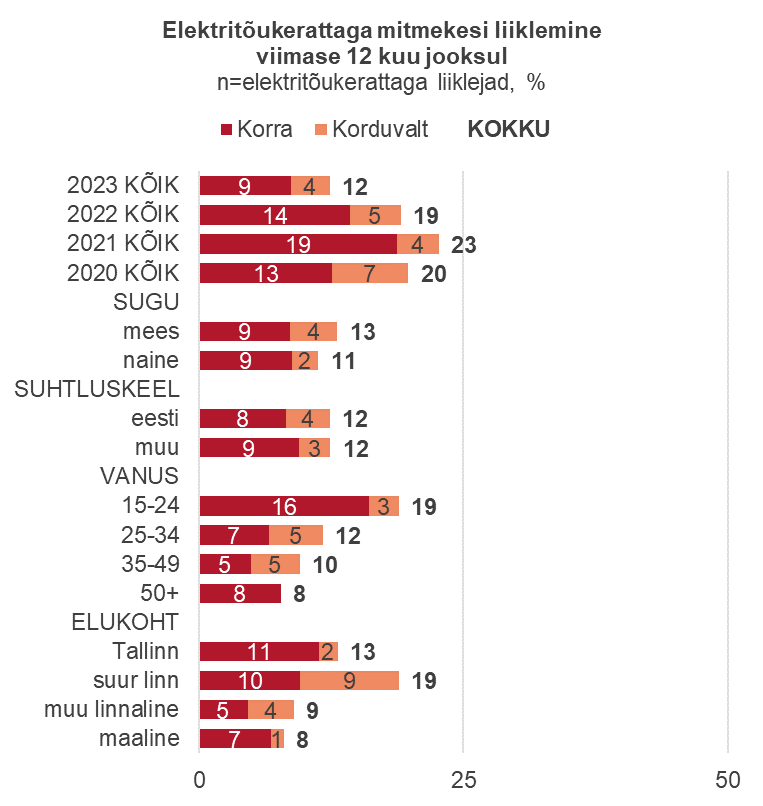 Elektritõukerattaga mitmekesi liiklemine
viimase 12 kuu jooksul
n=elektritõukerattaga liiklejad, %
Korra Korduvalt KOKKU
2023 KÕIK 9 4 12
2022 KÕIK 14 5 19
2021 KÕIK 19 4 23
2020 KÕIK 13 7 20
SUGU
mees 9 4 13
naine 9 2 11
SUHTLUSKEEL
eesti 8 4 12
muu 9 3 12
VANUS
15-24 16 3 19
25-34 7 5 12
35-49 5 5 10
50+ 8 8
ELUKOHT
Tallinn 11 2 13
suur linn 10 9 19
muu linnaline 5 4 9
maaline 7 1 8
0 25 50